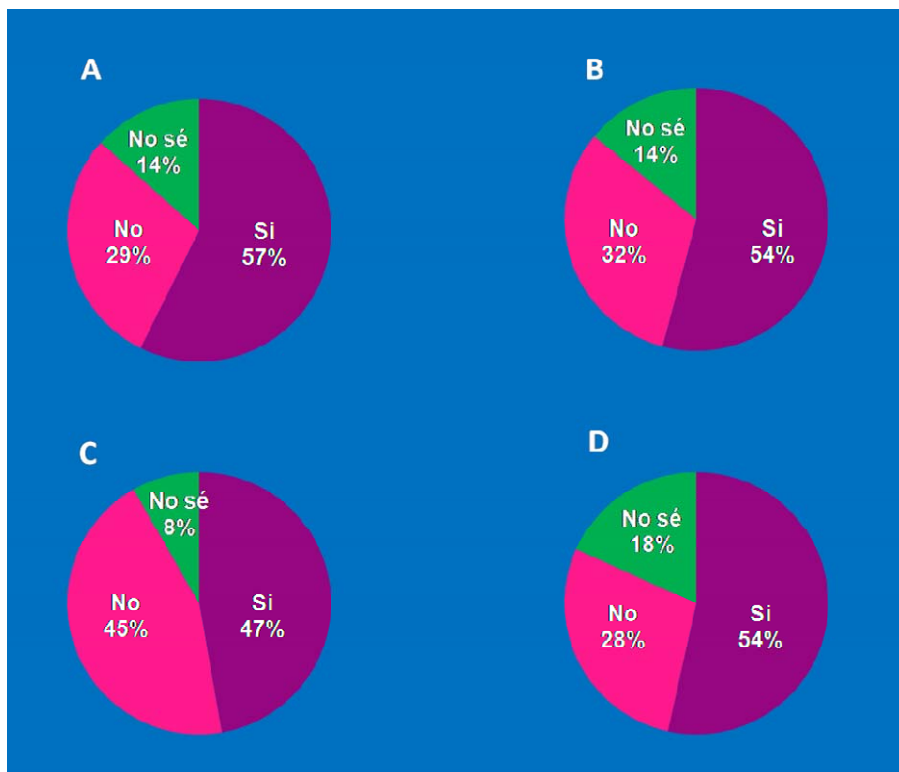 A
No sé
14%
No
29%
Si
57%
B
No sé
14%
No
32%
Si
54%
C
No sé
8%
No
45%
Si
47%
D
No sé
18%
No
28%
Si
54%